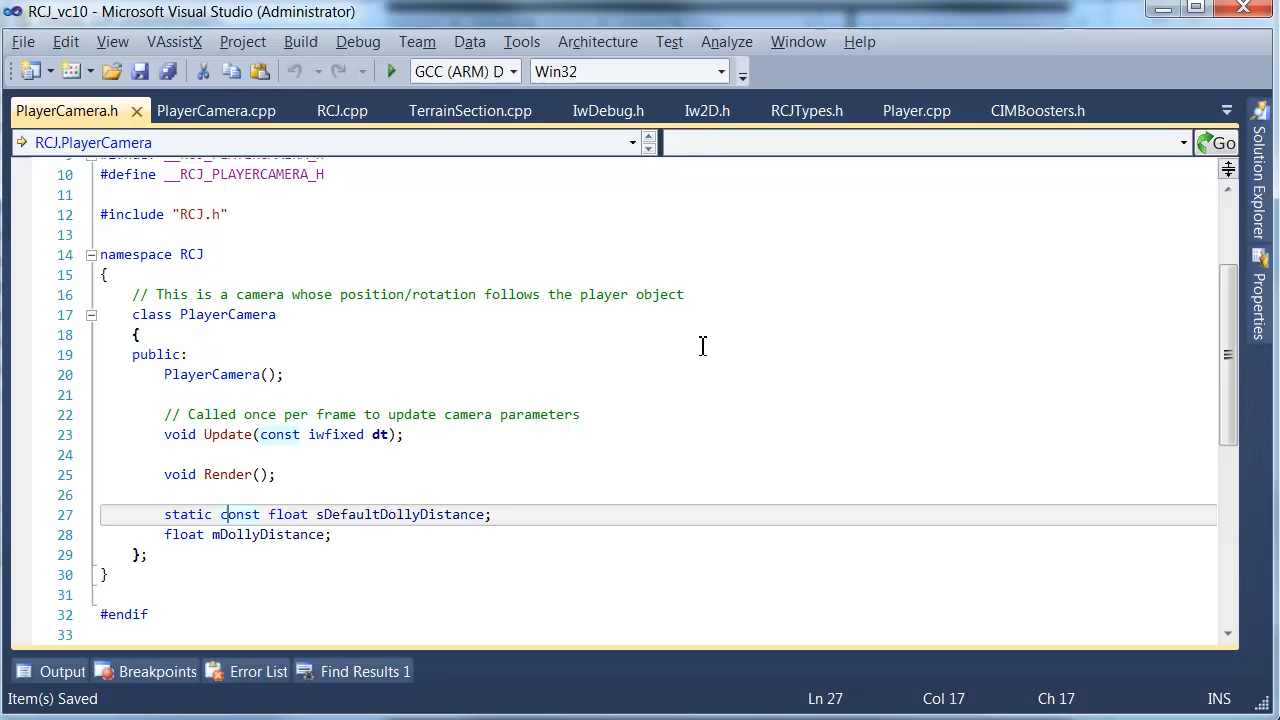 RCJ_vc10 - Microsoft Visual Studio (Administrator)
File Edit View VAssistX Project Build Debug Team Data Tools Architecture Test Analyze Window Help
GCC (ARM) D Win32
PlayerCamera.h PlayerCamera.cpp RCJ.cpp TerrainSection.cpp IwDebug.h Iw2D.h RCJTypes.h Player.cpp CIMBoosters.h
RCJ.PlayerCamera Go
10 #define __RCJ_PLAYERCAMERA_H
11
12 #include "RCJ.h"
13
14 namespace RCJ
15 {
16 // This is a camera whose position/rotation follows the player object
17 class PlayerCamera
18 {
19 public:
20 PlayerCamera();
21
22 // Called once per frame to update camera parameters
23 void Update(const iwfixed dt);
24
25 void Render();
26
27 static const float sDefaultDollyDistance;
28 float mDollyDistance;
29 };
30 }
31
32 #endif
33
Solution Explorer
Properties
Output Breakpoints Error List Find Results 1
Item(s) Saved Ln 27 Col 17 Ch 17 INS